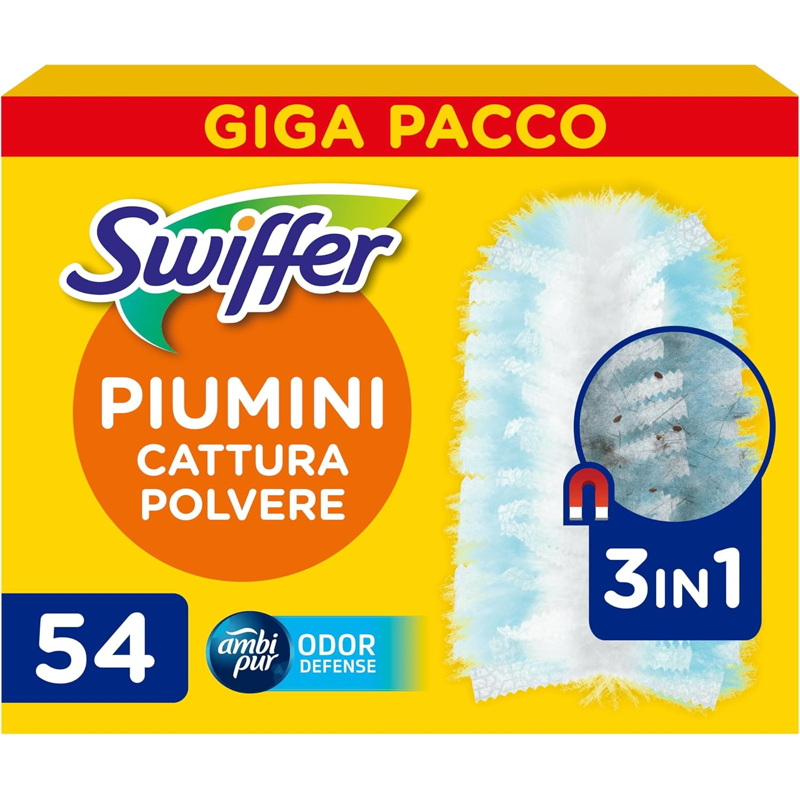 GIGA PACCO
Swiffer
PIUMINI
CATTURA
POLVERE
3IN1
54
ambi
pur
ODOR
DEFENSE